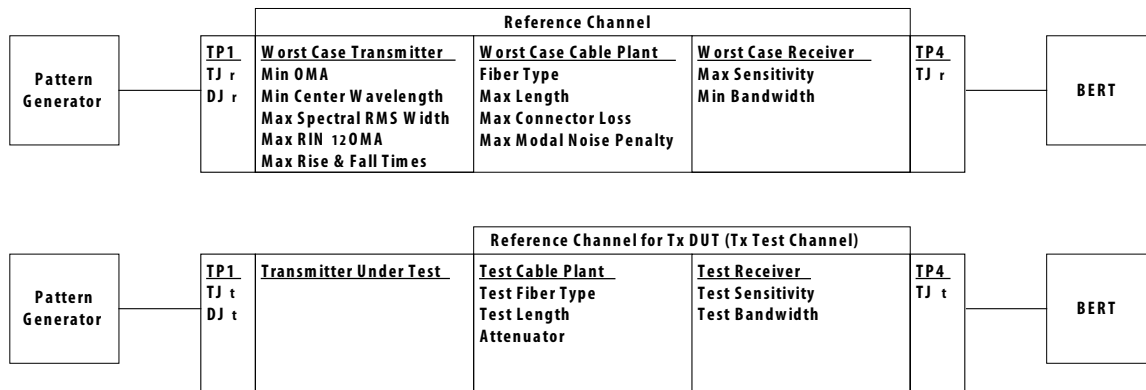 Reference Channel
Pattern
Generator
TP1
TJ r
DJ r
Worst Case Transmitter
Min OMA
Min Center Wavelength
Max Spectral RMS Width
Max RIN 12OMA
Max Rise & Fall Times
Worst Case Cable Plant
Fiber Type
Max Length
Max Connector Loss
Max Modal Noise Penalty
Worst Case Receiver
Max Sensitivity
Min Bandwidth
TP4
TJ r
BERT
Reference Channel for Tx DUT (Tx Test Channel)
Pattern
Generator
TP1
TJ t
DJ t
Transmitter Under Test
Test Cable Plant
Test Fiber Type
Test Length
Attenuator
Test Receiver
Test Sensitivity
Test Bandwidth
TP4
TJ t
BERT